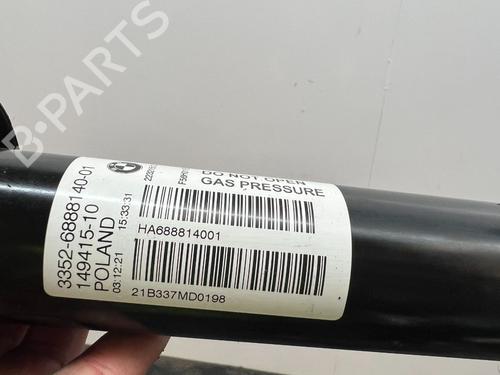 B-PARTS
DO NOT OPEN
GAS PRESSURE
HA688814001
21B337MD0198
3352-6888140-01
149415-10
POLAND
03:12:21 15:33:31